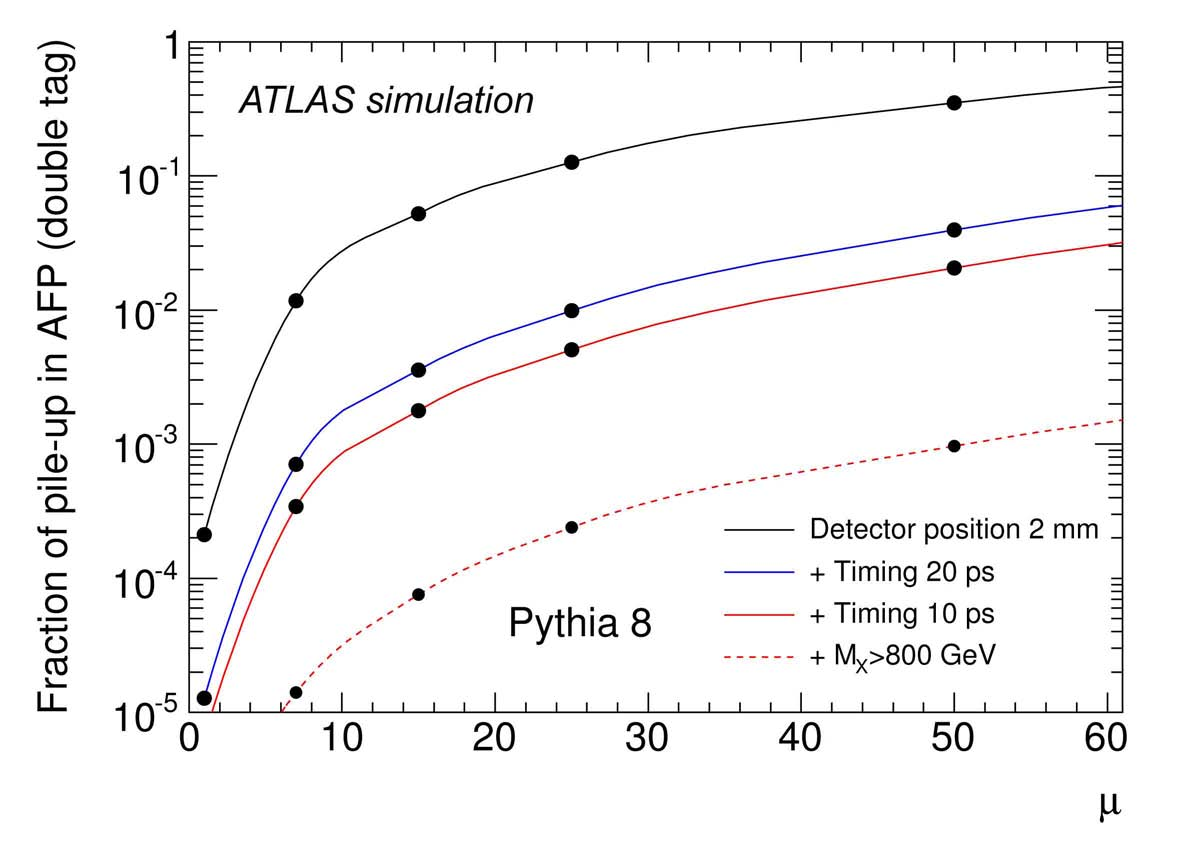 Fraction of pile-up in AFP (double tag)
1
10⁻¹
10⁻²
10⁻³
10⁻⁴
10⁻⁵
ATLAS simulation
Pythia 8
Detector position 2 mm
+ Timing 20 ps
+ Timing 10 ps
+ Mₓ>800 GeV
0 10 20 30 40 50 60
μ